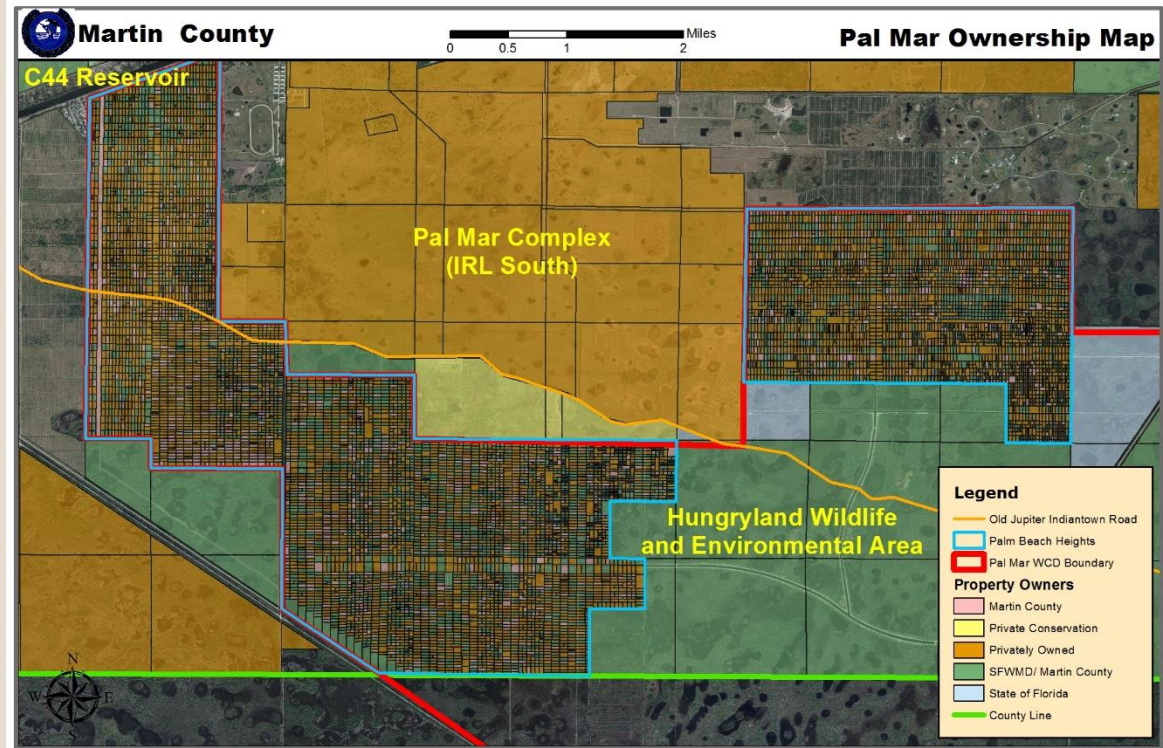 Martin County
0 0.5 1 2 Miles
Pal Mar Ownership Map
C44 Reservoir
Pal Mar Complex
(IRL South)
Hungryland Wildlife
and Environmental Area
Legend
Old Jupiter Indiantown Road
Palm Beach Heights
Pal Mar WCD Boundary
Property Owners
Martin County
Private Conservation
Privately Owned
SFWMD/ Martin County
State of Florida
County Line
N
W E
S